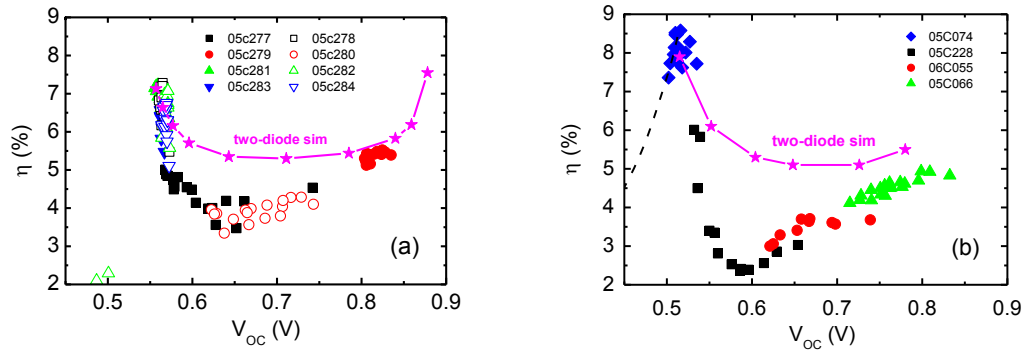 9
8
7
6
5
4
3
2
η (%)
05c277 05c278
05c279 05c280
05c281 05c282
05c283 05c284
two-diode sim
(a)
0.5 0.6 0.7 0.8 0.9
V_OC (V)
9
8
7
6
5
4
3
2
η (%)
05C074
05C228
06C055
05C066
two-diode sim
(b)
0.5 0.6 0.7 0.8 0.9
V_OC (V)